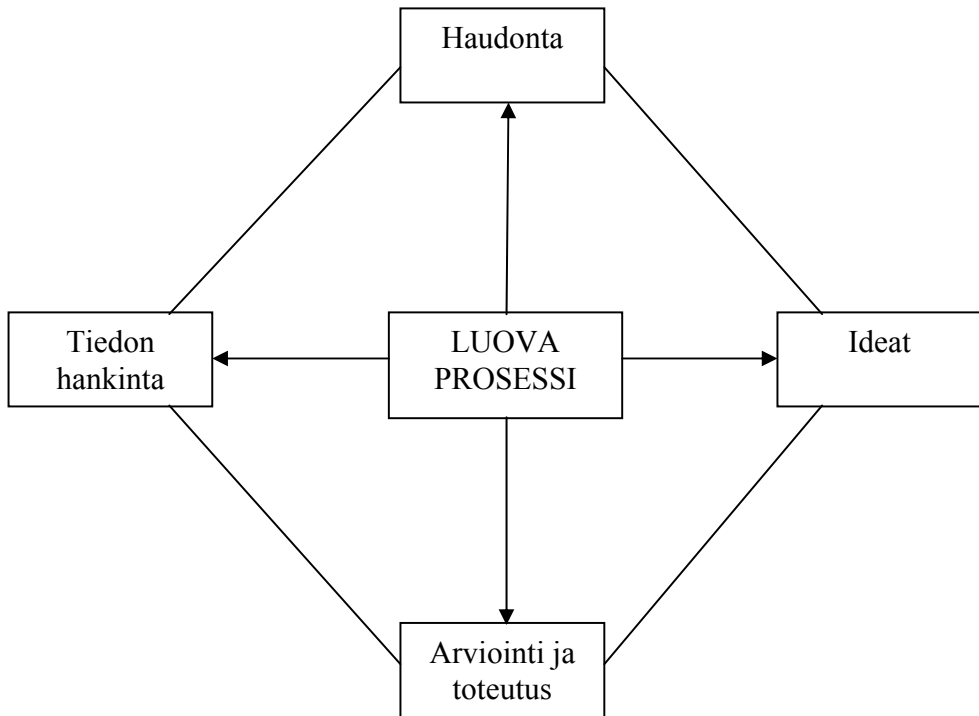 Haudonta
Tiedon
hankinta
LUOVA
PROSESSI
Ideat
Arviointi ja
toteutus